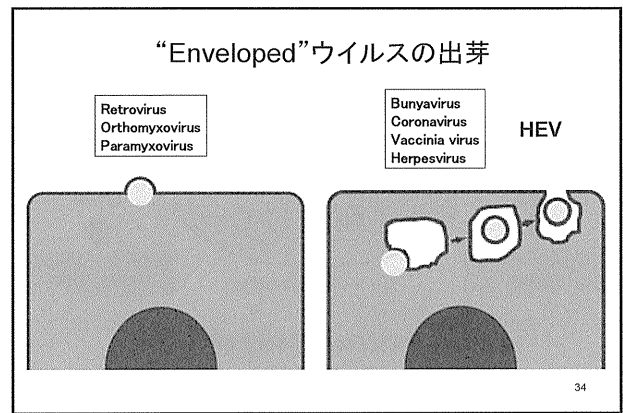 “Enveloped”ウイルスの出芽
Retrovirus
Orthomyxovirus
Paramyxovirus
Bunyavirus
Coronavirus
Vaccinia virus
Herpesvirus
HEV
34